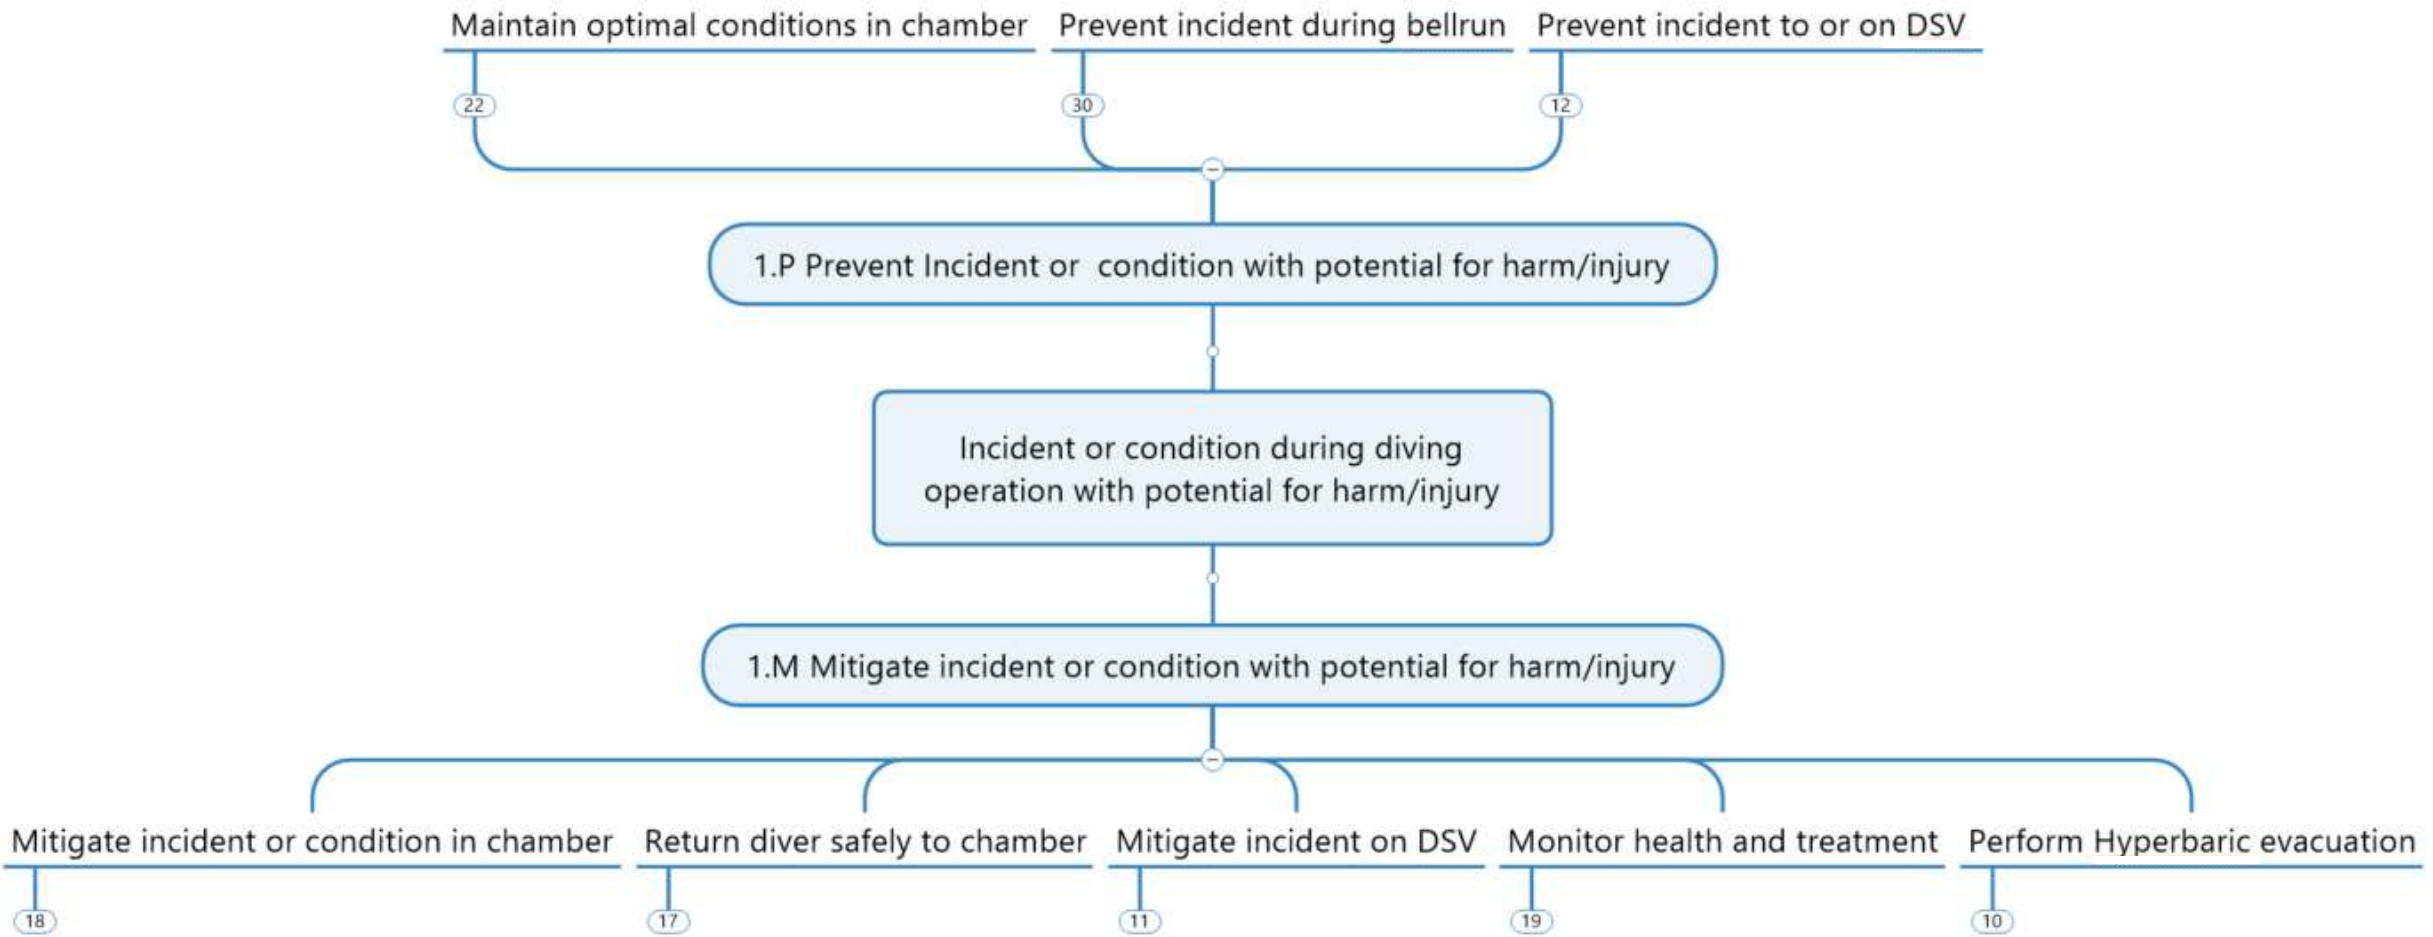 Maintain optimal conditions in chamber
Prevent incident during bellrun
Prevent incident to or on DSV
22
30
12
1.P Prevent Incident or  condition with potential for harm/injury
Incident or condition during diving
operation with potential for harm/injury
1.M Mitigate incident or condition with potential for harm/injury
Mitigate incident or condition in chamber
Return diver safely to chamber
Mitigate incident on DSV
Monitor health and treatment
Perform Hyperbaric evacuation
18
17
11
19
10